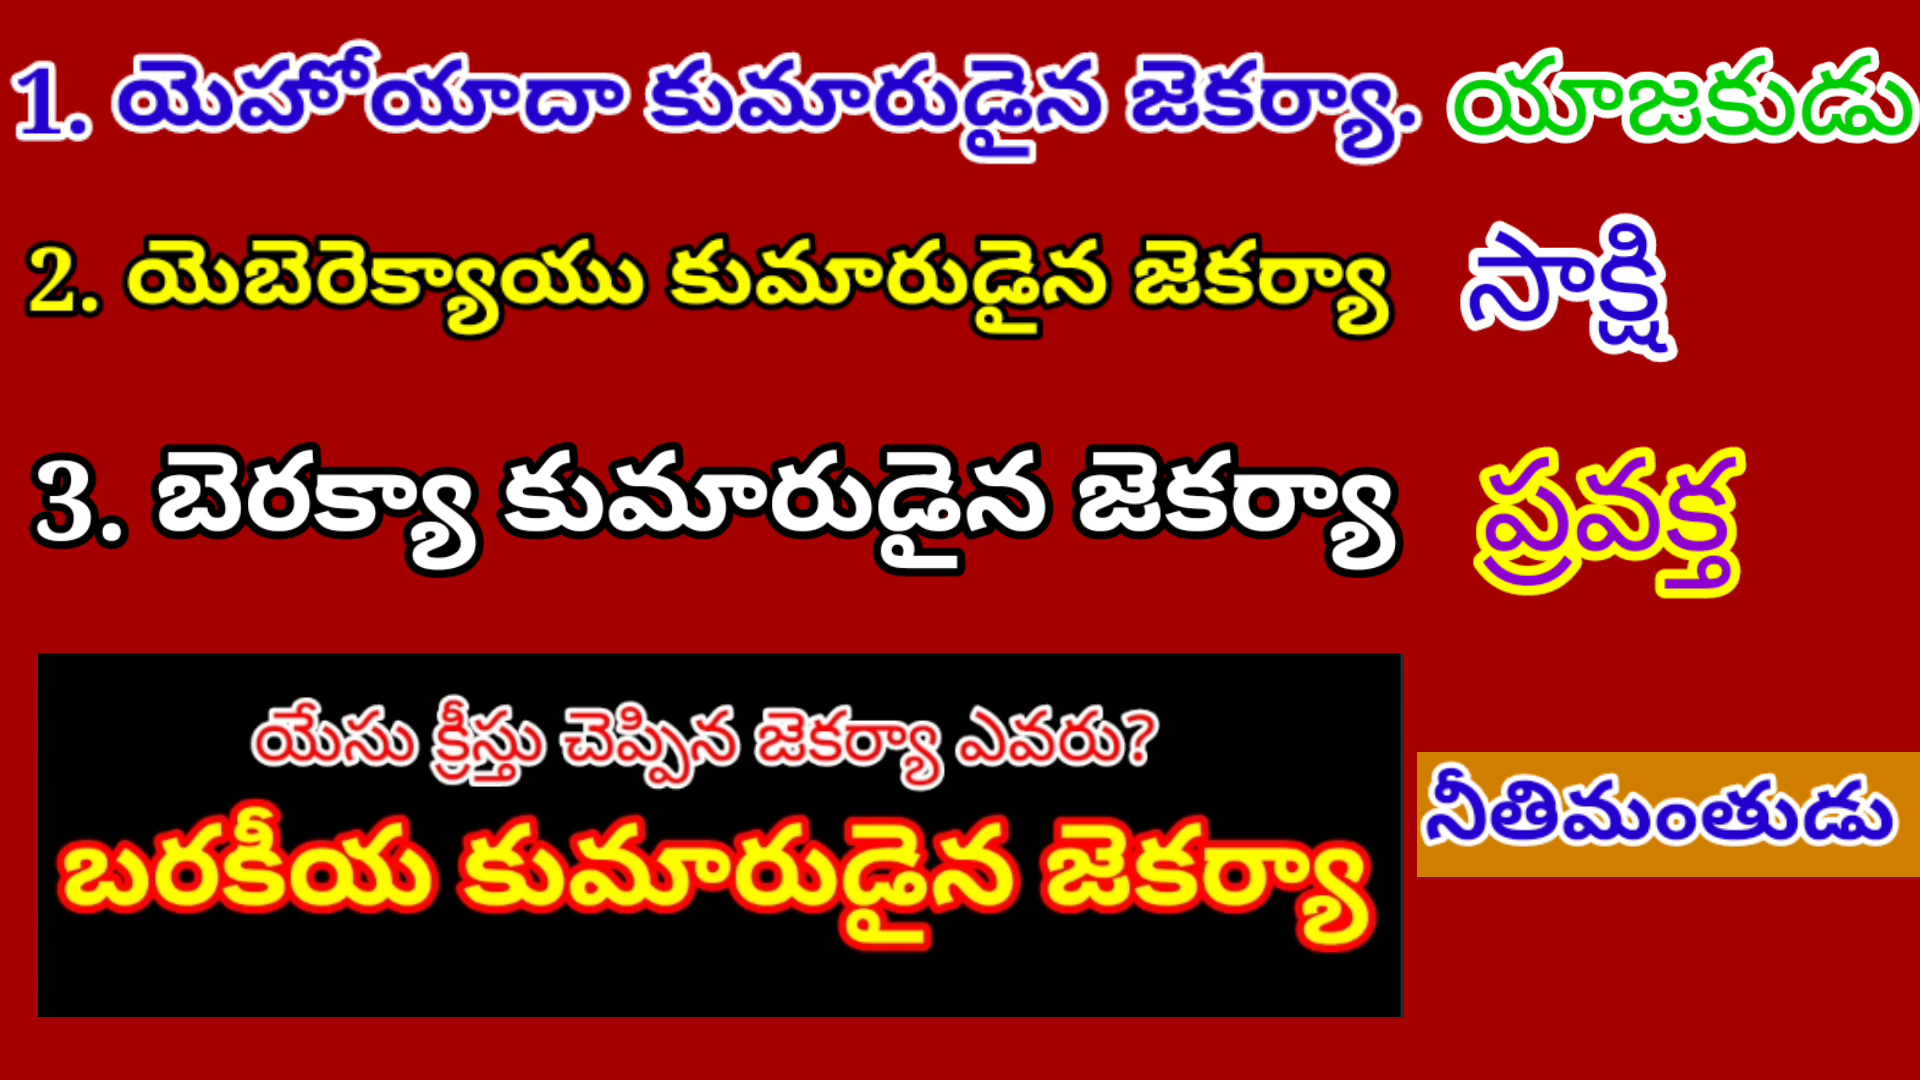 1. యెహోయాదా కుమారుడైన జెకర్యా. యాజకుడు
2. యెబెరెక్యాయు కుమారుడైన జెకర్యా సాక్షి
3. బెరక్యా కుమారుడైన జెకర్యా ప్రవక్త
యేసు క్రీస్తు చెప్పిన జెకర్యా ఎవరు?
బరకీయ కుమారుడైన జెకర్యా
నీతిమంతుడు